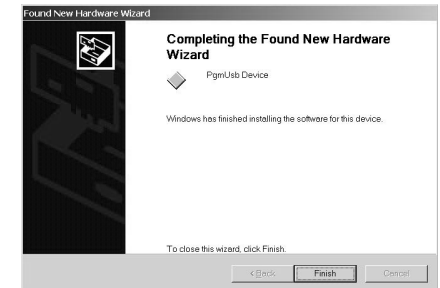 Found New Hardware Wizard
Completing the Found New Hardware
Wizard
PgmUsb Device
Windows has finished installing the software for this device.
To close this wizard, click Finish.
< Back
Finish
Cancel